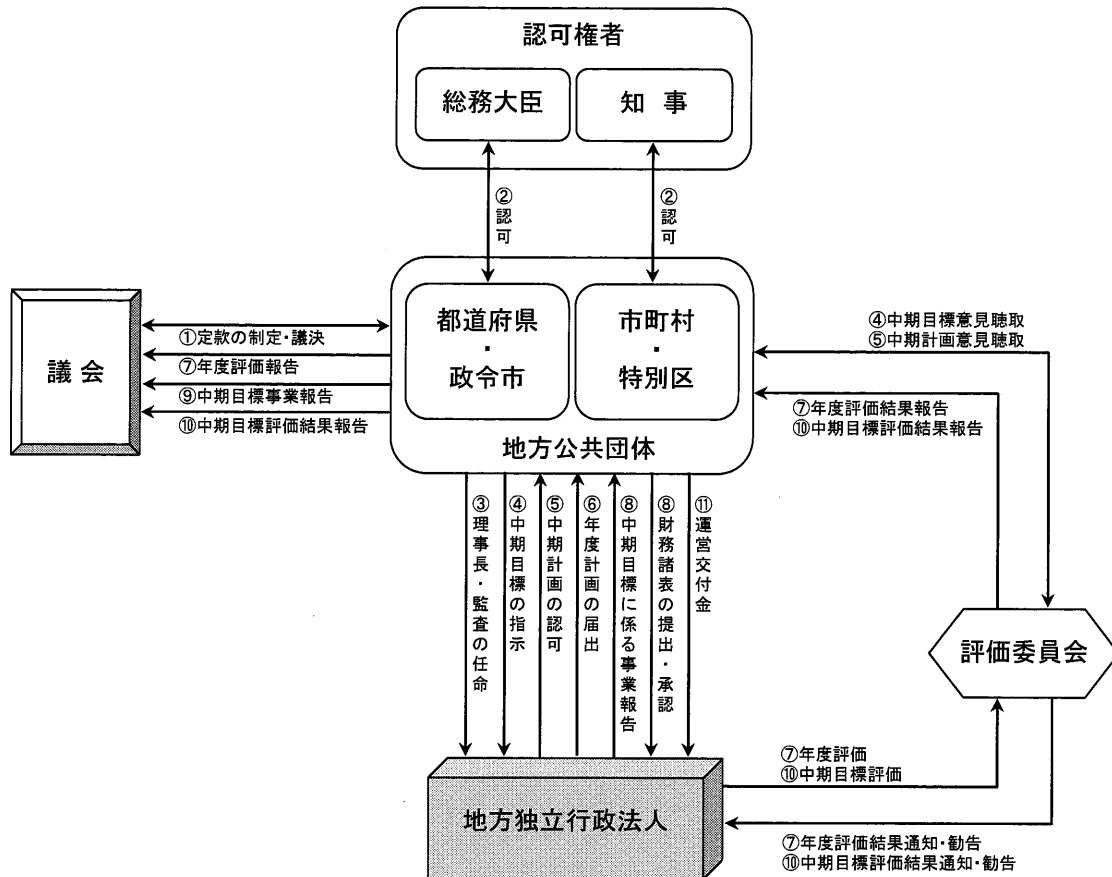 認可権者
総務大臣
知 事
②認可
②認可
都道府県
・
政令市
市町村
・
特別区
地方公共団体
議会
①定款の制定・議決
⑦年度評価報告
⑨中期目標事業報告
⑩中期目標評価結果報告
④中期目標意見聴取
⑤中期計画意見聴取
⑦年度評価結果報告
⑩中期目標評価結果報告
③理事長・監査の任命
④中期目標の指示
⑤中期計画の認可
⑥年度計画の届出
⑧中期目標に係る事業報告
⑧財務諸表の提出・承認
⑪運営交付金
評価委員会
⑦年度評価
⑩中期目標評価
地方独立行政法人
⑦年度評価結果通知・勧告
⑩中期目標評価結果通知・勧告